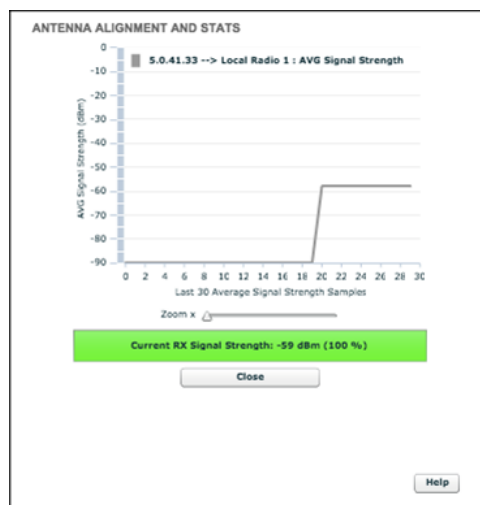 ANTENNA ALIGNMENT AND STATS
5.0.41.33 --> Local Radio 1 : AVG Signal Strength
AVG Signal Strength (dBm)
0
-10
-20
-30
-40
-50
-60
-70
-80
-90
0 2 4 6 8 10 12 14 16 18 20 22 24 26 28 30
Last 30 Average Signal Strength Samples
Zoom x
Current RX Signal Strength: -59 dBm (100 %)
Close
Help